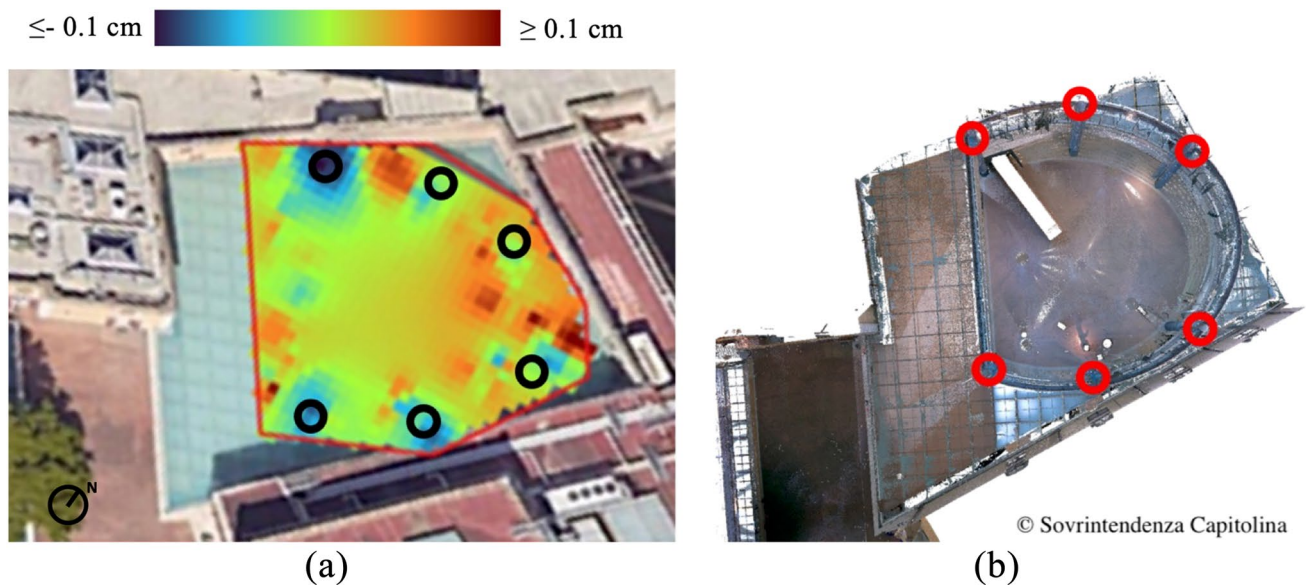 ≤- 0.1 cm
≥ 0.1 cm
N
© Sovrintendenza Capitolina
(a)
(b)